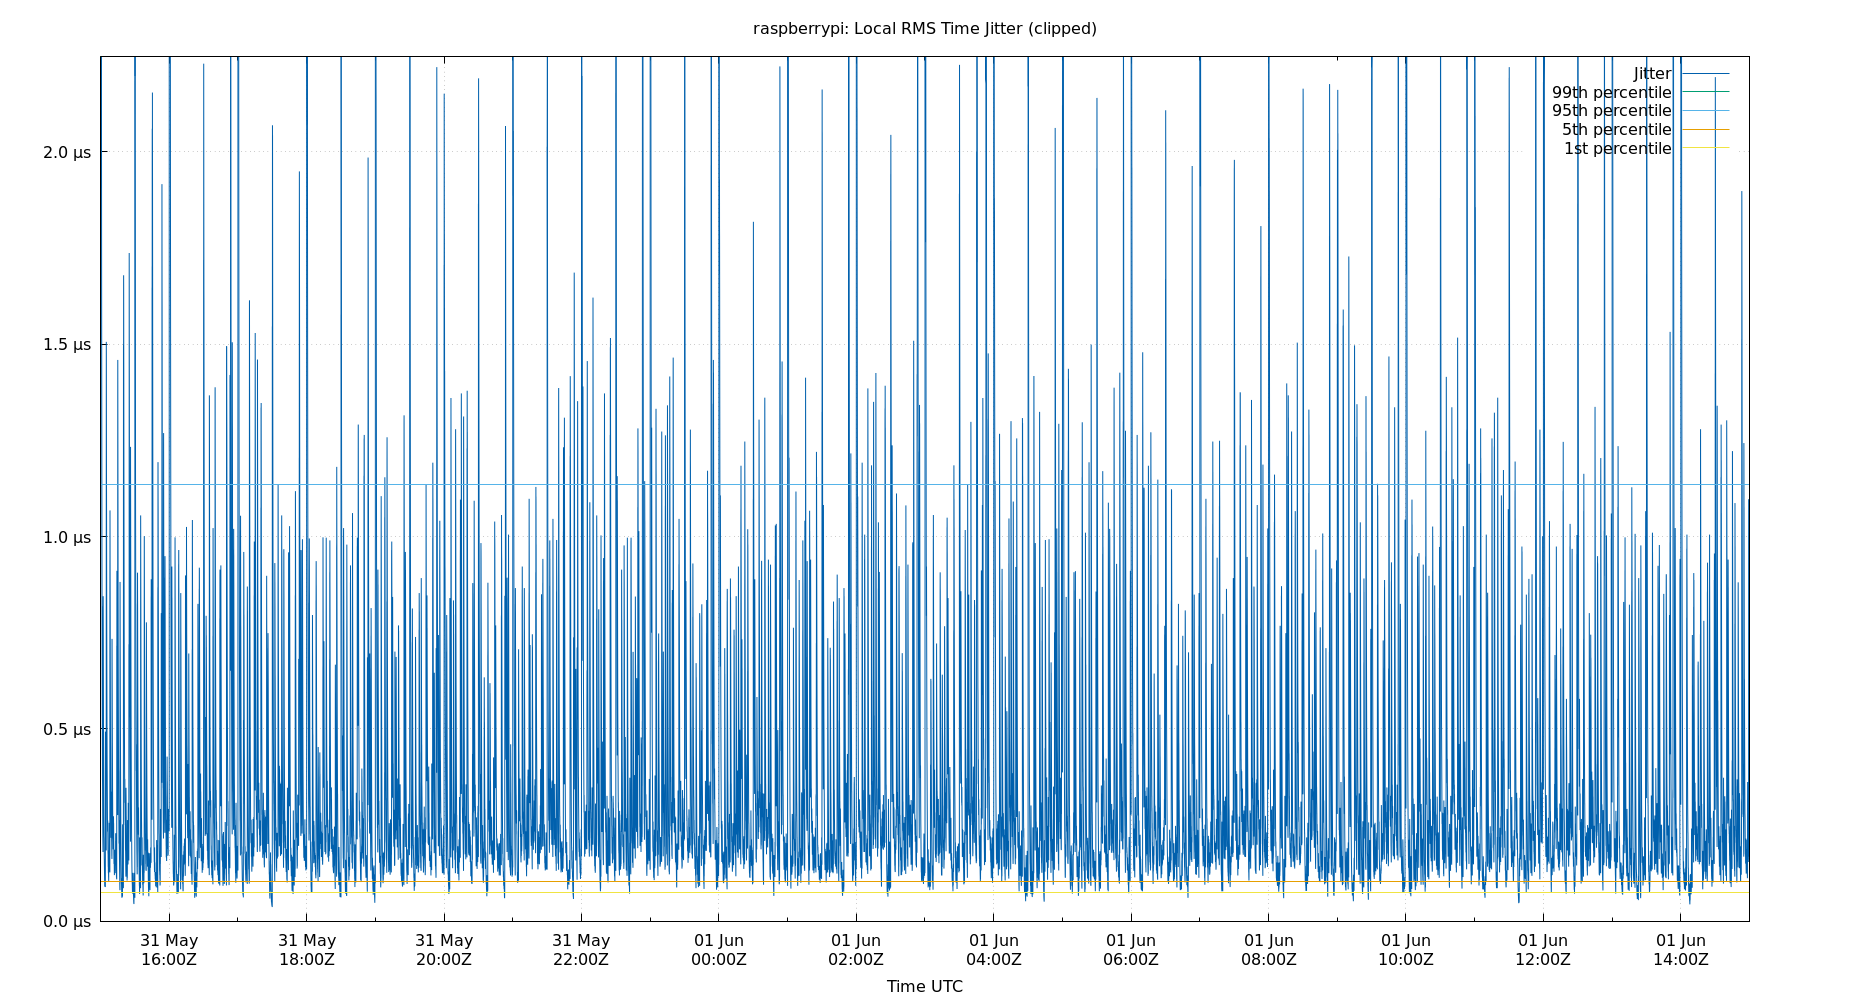 raspberrypi: Local RMS Time Jitter (clipped)
Jitter
99th percentile
95th percentile
5th percentile
1st percentile
2.0 µs
1.5 µs
1.0 µs
0.5 µs
0.0 µs
31 May 31 May 31 May 31 May 01 Jun 01 Jun 01 Jun 01 Jun 01 Jun 01 Jun 01 Jun 01 Jun
16:00Z 18:00Z 20:00Z 22:00Z 00:00Z 02:00Z 04:00Z 06:00Z 08:00Z 10:00Z 12:00Z 14:00Z
Time UTC